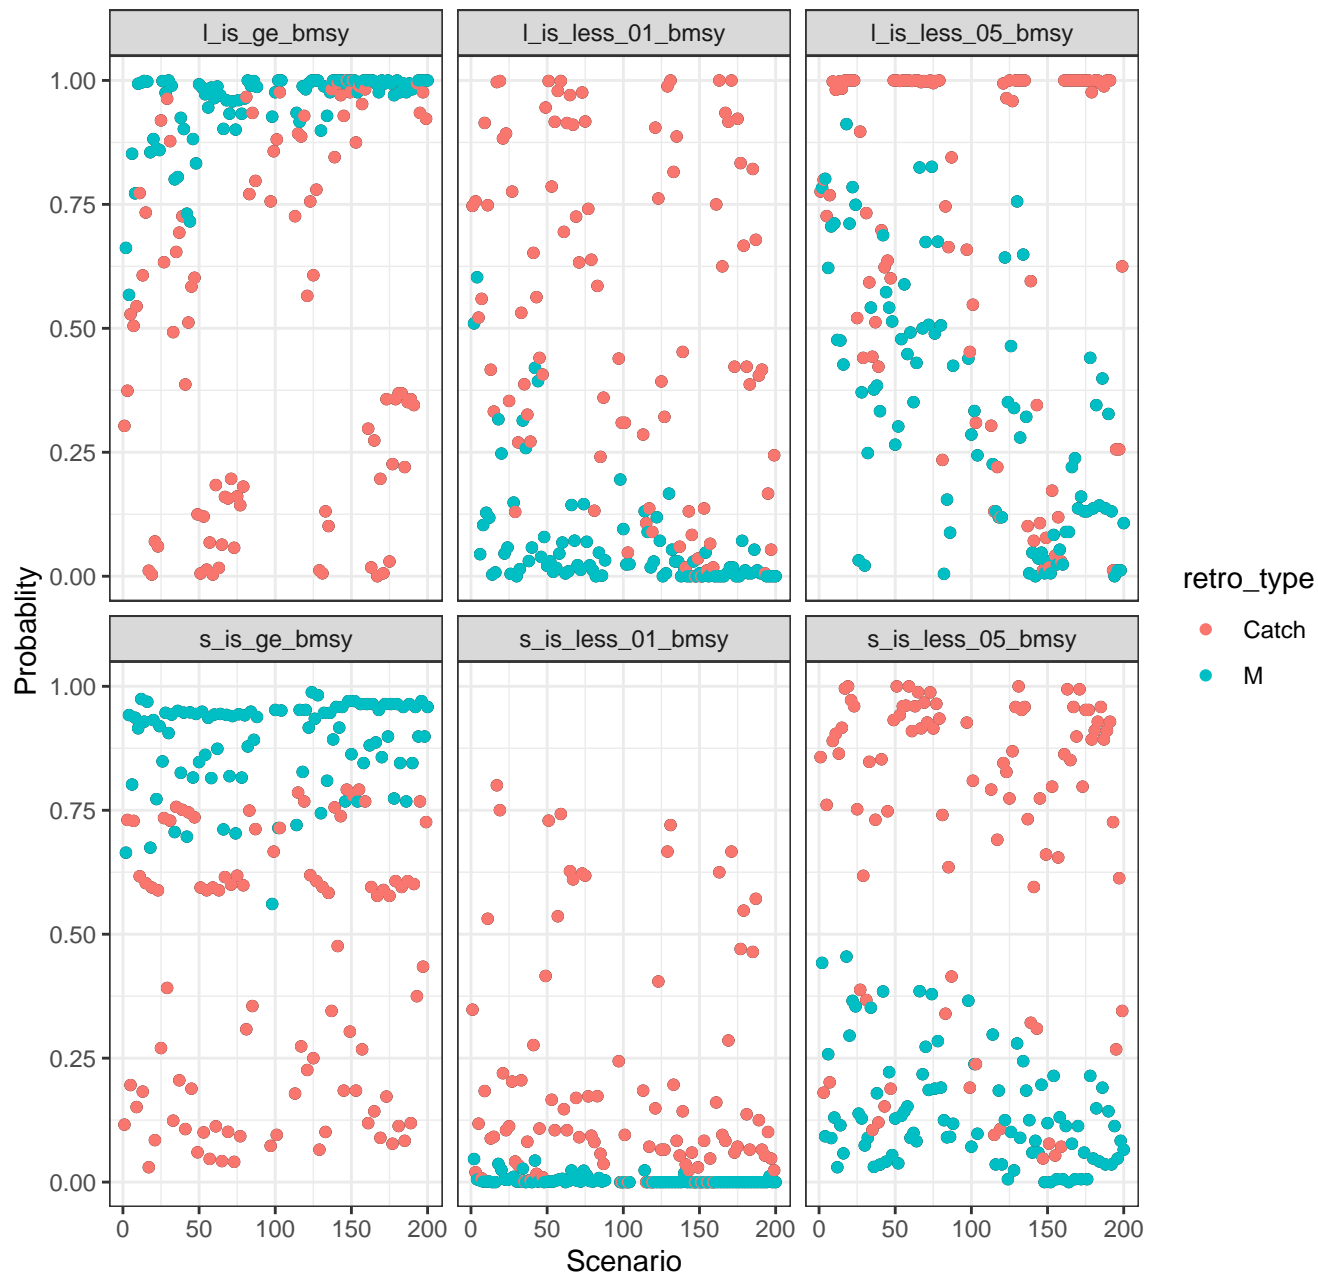 l_is_ge_bmsy l_is_less_01_bmsy l_is_less_05_bmsy
1.00
0.75
0.50
0.25
0.00
s_is_ge_bmsy s_is_less_01_bmsy s_is_less_05_bmsy
1.00
0.75
0.50
0.25
0.00
0 50 100 150 200 0 50 100 150 200 0 50 100 150 200
Scenario
Probablity
retro_type
Catch
M